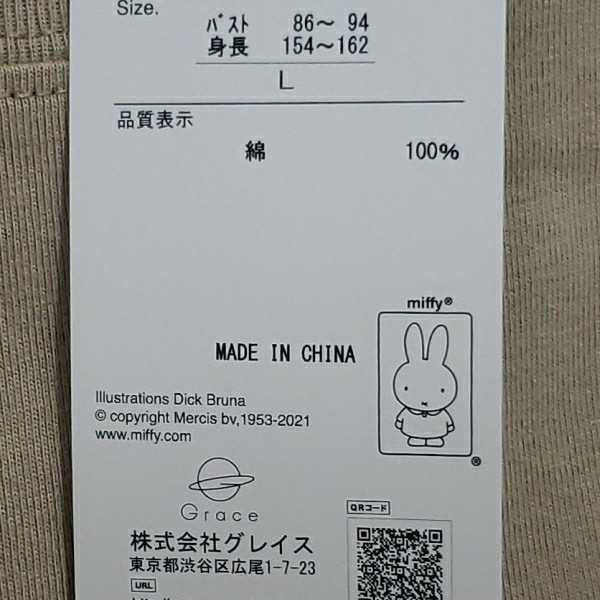 Size.
バスト 86～ 94
身長 154～162
L
品質表示
綿 100%
miffy®
MADE IN CHINA
Illustrations Dick Bruna
© copyright Mercis bv,1953-2021
www.miffy.com
®
Grace
QRコード
株式会社グレイス
東京都渋谷区広尾1-7-23
URL